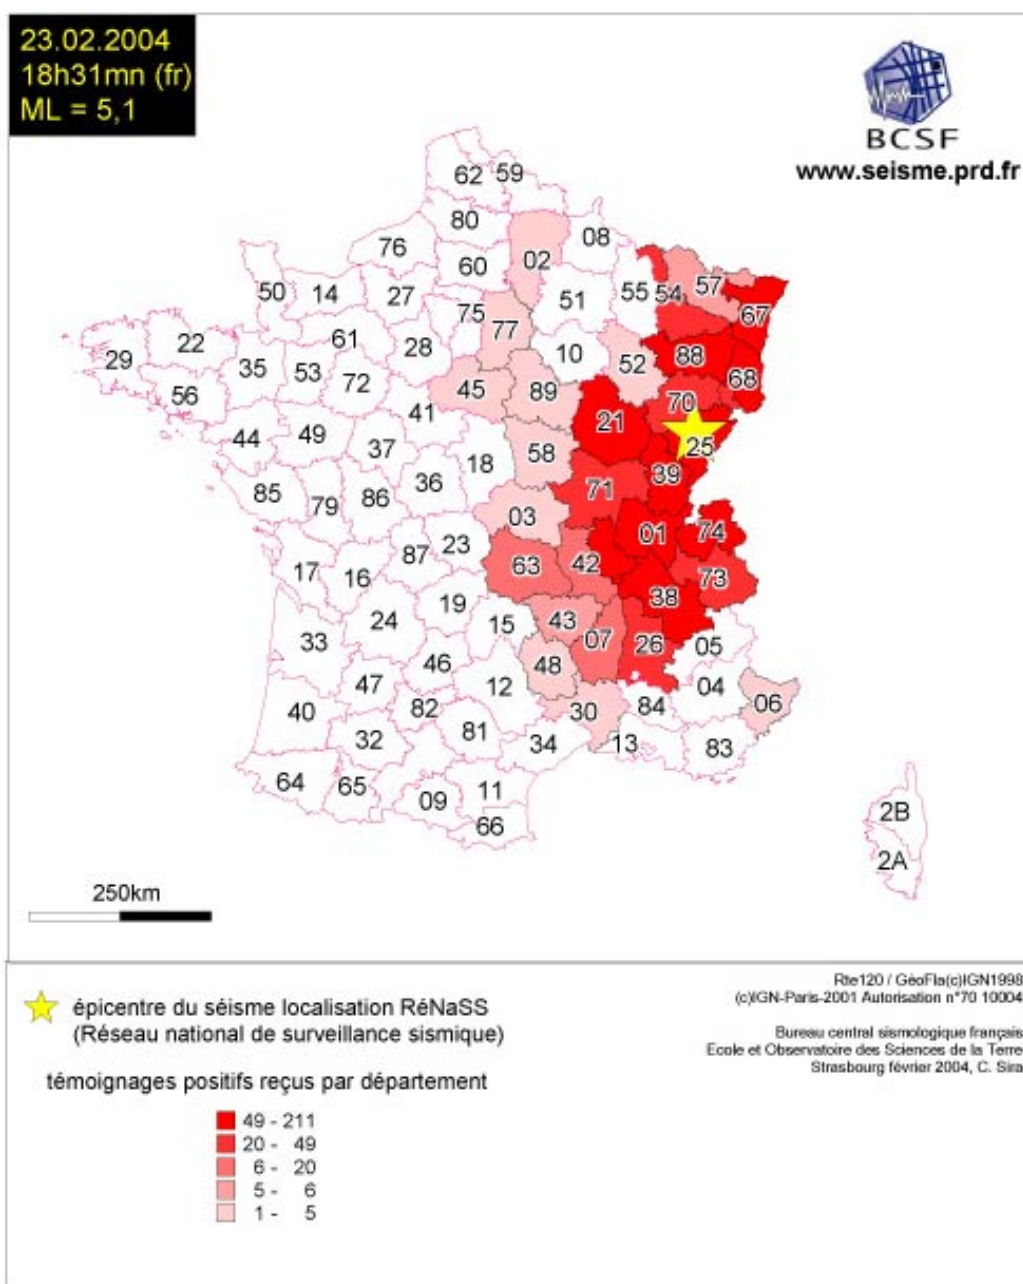 23.02.2004
18h31mn (fr)
ML = 5,1
BCSF
www.seisme.prd.fr
62 59
80
76 60 02 08
50 14 27 75 77 51 55 54 57 67
29 22 35 53 61 28 10 52 88 68
56 72 45 89 70
44 49 41 21 25
85 79 37 36 18 58 39
86 71
03 01 74
17 16 87 23 63 42 73
38
24 19 15 43 07 26 05
33 46 48
47 12 04 06
40 82 30 84
32 81 34 13 83
64 65 09 11
66
2B
2A
250km
épicentre du séisme localisation RéNaSS
(Réseau national de surveillance sismique)
témoignages positifs reçus par département
49 - 211
20 - 49
6 - 20
5 - 6
1 - 5
Rte120 / GéoFla(c)IGN1998
(c)IGN-Paris-2001 Autorisation n°70 10004
Bureau central sismologique français
Ecole et Observatoire des Sciences de la Terre
Strasbourg février 2004, C. Sira